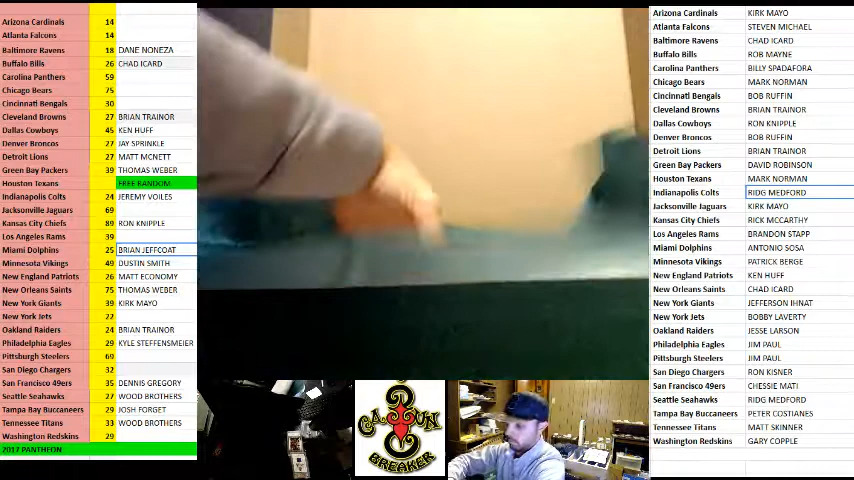 Arizona Cardinals 14
Atlanta Falcons 14
Baltimore Ravens 18 DANE NONEZA
Buffalo Bills 26 CHAD ICARD
Carolina Panthers 59
Chicago Bears 75
Cincinnati Bengals 30
Cleveland Browns 27 BRIAN TRAINOR
Dallas Cowboys 45 KEN HUFF
Denver Broncos 27 JAY SPRINKLE
Detroit Lions 27 MATT MCNETT
Green Bay Packers 39 THOMAS WEBER
Houston Texans FREE RANDOM
Indianapolis Colts 24 JEREMY VOILES
Jacksonville Jaguars 69
Kansas City Chiefs 89 RON KNIPPLE
Los Angeles Rams 39
Miami Dolphins 25 BRIAN JEFFCOAT
Minnesota Vikings 49 DUSTIN SMITH
New England Patriots 26 MATT ECONOMY
New Orleans Saints 75 THOMAS WEBER
New York Giants 39 KIRK MAYO
New York Jets 22
Oakland Raiders 24 BRIAN TRAINOR
Philadelphia Eagles 29 KYLE STEFFENSMEIER
Pittsburgh Steelers 69
San Diego Chargers 32
San Francisco 49ers 35 DENNIS GREGORY
Seattle Seahawks 27 WOOD BROTHERS
Tampa Bay Buccaneers 29 JOSH FORGET
Tennessee Titans 33 WOOD BROTHERS
Washington Redskins 29
2017 PANTHEON
CAJUN
BREAKER
Arizona Cardinals KIRK MAYO
Atlanta Falcons STEVEN MICHAEL
Baltimore Ravens CHAD ICARD
Buffalo Bills ROB MAYNE
Carolina Panthers BILLY SPADAFORA
Chicago Bears MARK NORMAN
Cincinnati Bengals BOB RUFFIN
Cleveland Browns BRIAN TRAINOR
Dallas Cowboys RON KNIPPLE
Denver Broncos BOB RUFFIN
Detroit Lions BRIAN TRAINOR
Green Bay Packers DAVID ROBINSON
Houston Texans MARK NORMAN
Indianapolis Colts RIDG MEDFORD
Jacksonville Jaguars KIRK MAYO
Kansas City Chiefs RICK MCCARTHY
Los Angeles Rams BRANDON STAPP
Miami Dolphins ANTONIO SOSA
Minnesota Vikings PATRICK BERGE
New England Patriots KEN HUFF
New Orleans Saints CHAD ICARD
New York Giants JEFFERSON IHNAT
New York Jets BOBBY LAVERTY
Oakland Raiders JESSE LARSON
Philadelphia Eagles JIM PAUL
Pittsburgh Steelers JIM PAUL
San Diego Chargers RON KISNER
San Francisco 49ers CHESSIE MATI
Seattle Seahawks RIDG MEDFORD
Tampa Bay Buccaneers PETER COSTIANES
Tennessee Titans MATT SKINNER
Washington Redskins GARY COPPLE